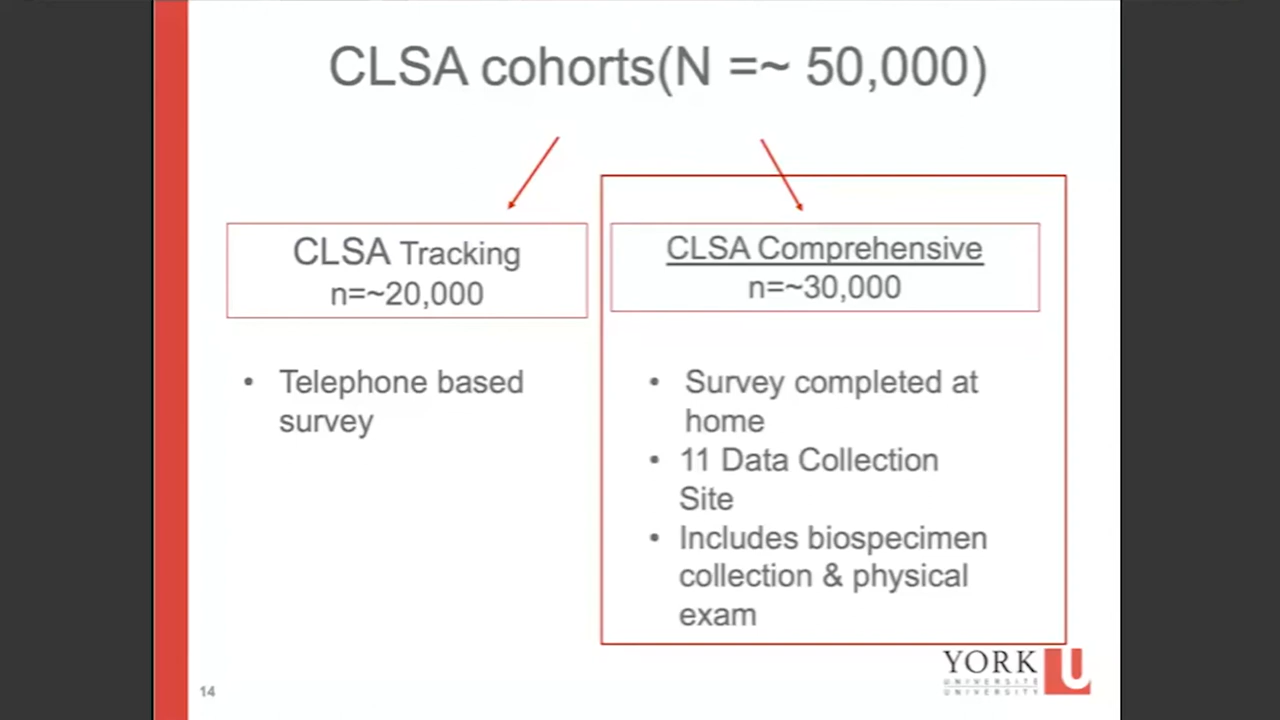 CLSA cohorts(N =~ 50,000)
CLSA Tracking
n=~20,000
CLSA Comprehensive
n=~30,000
• Telephone based
survey
• Survey completed at
home
• 11 Data Collection
Site
• Includes biospecimen
collection & physical
exam
YORK U
UNIVERSITÉ
UNIVERSITY
14